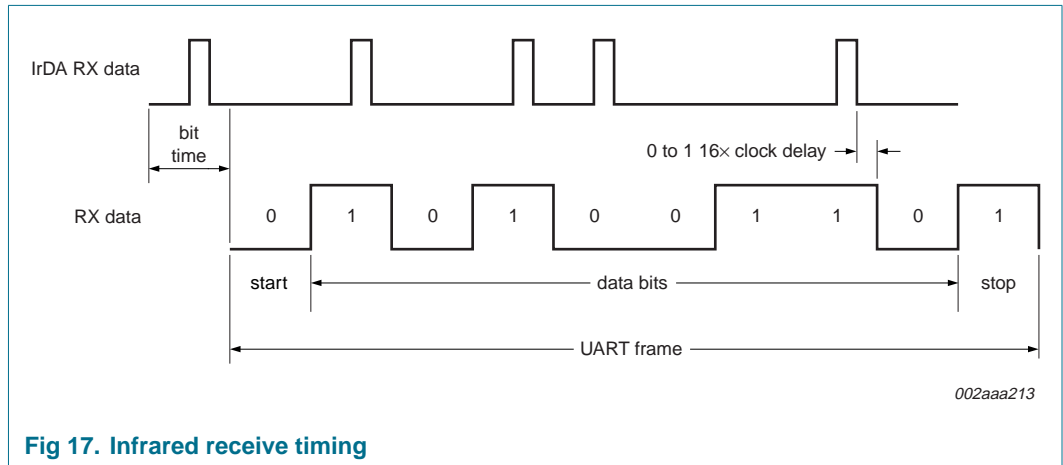 IrDA RX data
bit
time
0 to 1 16× clock delay
RX data
0 1 0 1 0 0 1 1 0 1
start
data bits
stop
UART frame
002aaa213
Fig 17. Infrared receive timing